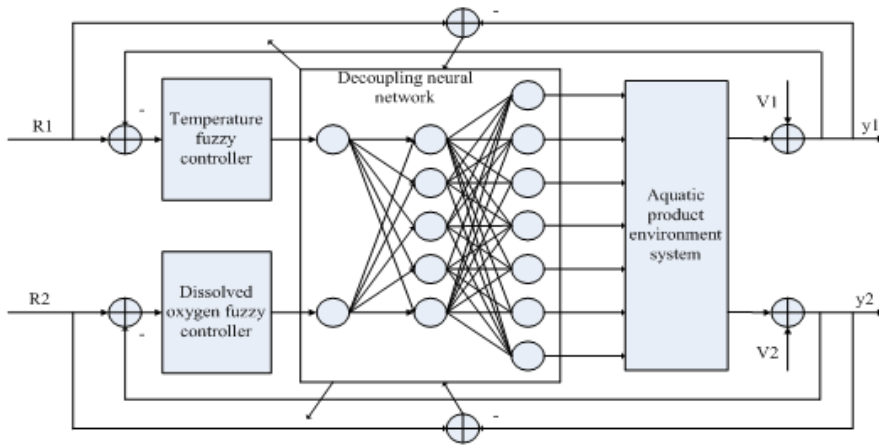 -
Decoupling neural
network
V1
R1
-
Temperature
fuzzy
controller
y1
Aquatic
product
environment
system
R2
-
Dissolved
oxygen fuzzy
controller
y2
V2
-